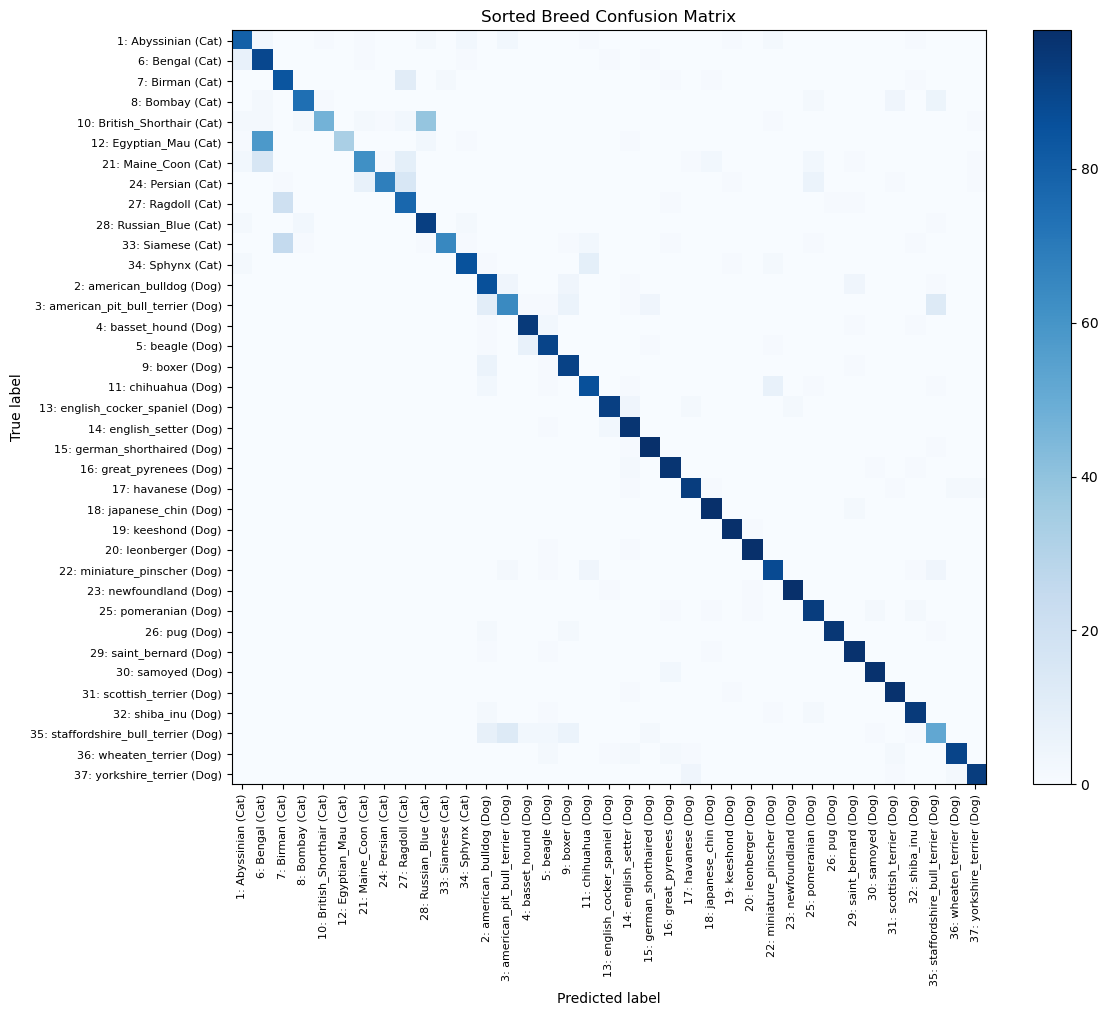 Sorted Breed Confusion Matrix
True label
1: Abyssinian (Cat)
6: Bengal (Cat)
7: Birman (Cat)
8: Bombay (Cat)
10: British_Shorthair (Cat)
12: Egyptian_Mau (Cat)
21: Maine_Coon (Cat)
24: Persian (Cat)
27: Ragdoll (Cat)
28: Russian_Blue (Cat)
33: Siamese (Cat)
34: Sphynx (Cat)
2: american_bulldog (Dog)
3: american_pit_bull_terrier (Dog)
4: basset_hound (Dog)
5: beagle (Dog)
9: boxer (Dog)
11: chihuahua (Dog)
13: english_cocker_spaniel (Dog)
14: english_setter (Dog)
15: german_shorthaired (Dog)
16: great_pyrenees (Dog)
17: havanese (Dog)
18: japanese_chin (Dog)
19: keeshond (Dog)
20: leonberger (Dog)
22: miniature_pinscher (Dog)
23: newfoundland (Dog)
25: pomeranian (Dog)
26: pug (Dog)
29: saint_bernard (Dog)
30: samoyed (Dog)
31: scottish_terrier (Dog)
32: shiba_inu (Dog)
35: staffordshire_bull_terrier (Dog)
36: wheaten_terrier (Dog)
37: yorkshire_terrier (Dog)
1: Abyssinian (Cat)
6: Bengal (Cat)
7: Birman (Cat)
8: Bombay (Cat)
10: British_Shorthair (Cat)
12: Egyptian_Mau (Cat)
21: Maine_Coon (Cat)
24: Persian (Cat)
27: Ragdoll (Cat)
28: Russian_Blue (Cat)
33: Siamese (Cat)
34: Sphynx (Cat)
2: american_bulldog (Dog)
3: american_pit_bull_terrier (Dog)
4: basset_hound (Dog)
5: beagle (Dog)
9: boxer (Dog)
11: chihuahua (Dog)
13: english_cocker_spaniel (Dog)
14: english_setter (Dog)
15: german_shorthaired (Dog)
16: great_pyrenees (Dog)
17: havanese (Dog)
18: japanese_chin (Dog)
19: keeshond (Dog)
20: leonberger (Dog)
22: miniature_pinscher (Dog)
23: newfoundland (Dog)
25: pomeranian (Dog)
26: pug (Dog)
29: saint_bernard (Dog)
30: samoyed (Dog)
31: scottish_terrier (Dog)
32: shiba_inu (Dog)
35: staffordshire_bull_terrier (Dog)
36: wheaten_terrier (Dog)
37: yorkshire_terrier (Dog)
Predicted label
80
60
40
20
0